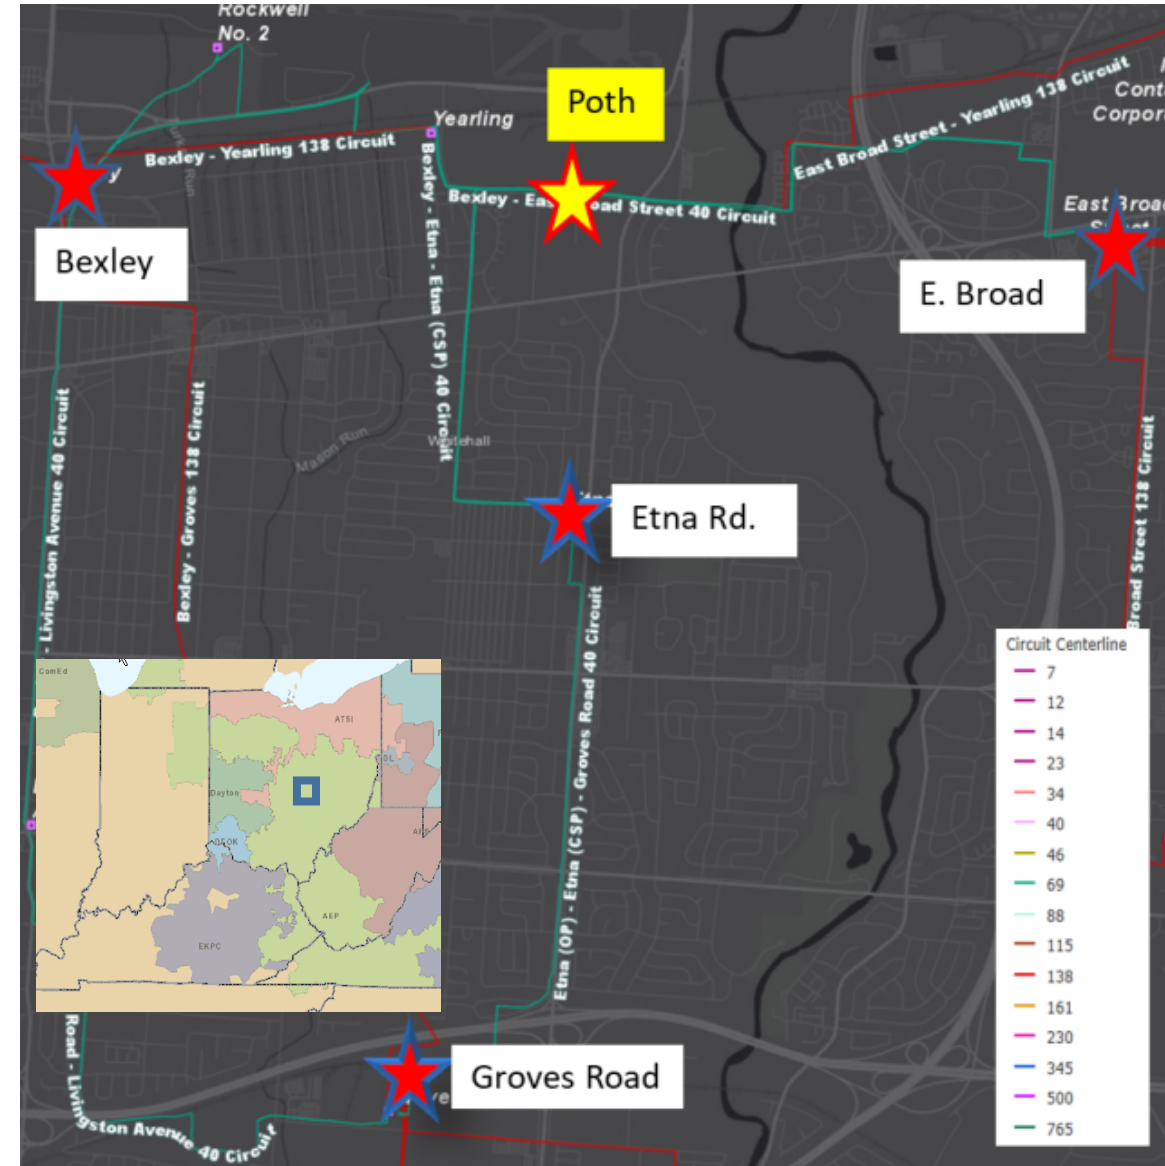 Rockwell
No. 2
Poth
Yearling
Bexley - Yearling 138 Circuit
East Broad Street - Yearling 138 Circuit
Bexley - Etna - Etna (CSP) 40 Circuit
Bexley - East oad Street 40 Circuit
Bexley
East Broad
E. Broad
Bexley - Groves 138 Circuit
- Livingston Avenue 40 Circuit
Mason Run
Whitehall
Etna Rd.
Broad Street 138 Circuit
Etna (OP) - Etna (CSP) - Groves Road 40 Circuit
Circuit Centerline
7
12
14
23
34
40
46
69
88
115
138
161
230
345
500
765
ComEd
ATSI
Dayton
DEOK
AEP
EKPC
Groves Road
Road - Livingston Avenue 40 Circuit